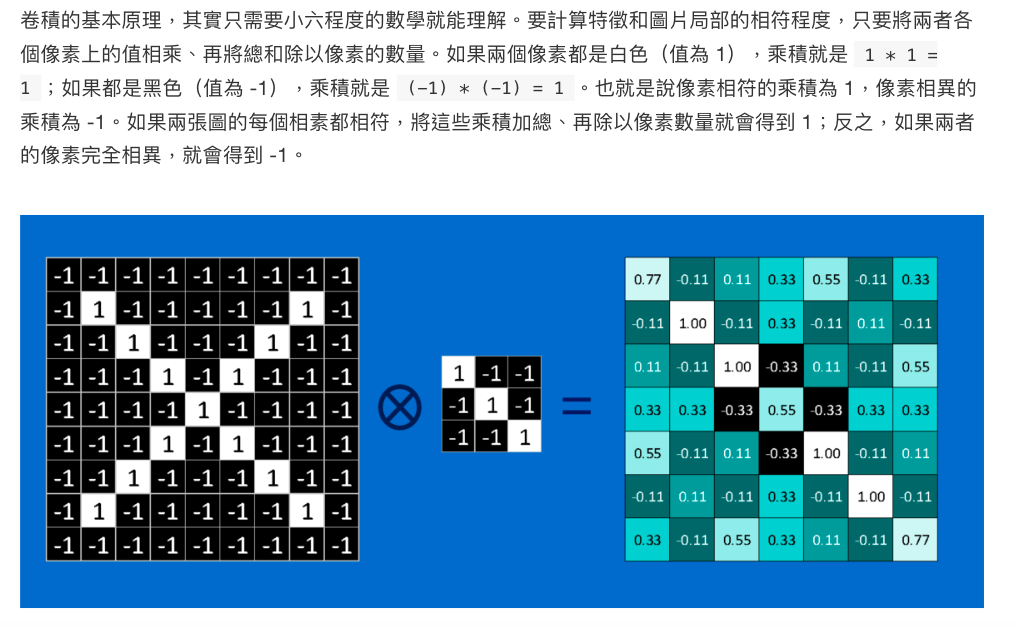 卷積的基本原理，其實只需要小六程度的數學就能理解。要計算特徵和圖片局部的相符程度，只要將兩者各
個像素上的值相乘、再將總和除以像素的數量。如果兩個像素都是白色（值為 1），乘積就是 1 * 1 =
1 ；如果都是黑色（值為 -1），乘積就是 (-1) * (-1) = 1 。也就是說像素相符的乘積為 1，像素相異的
乘積為 -1。如果兩張圖的每個相素都相符，將這些乘積加總、再除以像素數量就會得到 1；反之，如果兩者
的像素完全相異，就會得到 -1。
-1 -1 -1 -1 -1 -1 -1 -1 -1
-1 1 -1 -1 -1 -1 -1 1 -1
-1 -1 1 -1 -1 -1 1 -1 -1
-1 -1 -1 1 -1 1 -1 -1 -1
-1 -1 -1 -1 1 -1 -1 -1 -1
-1 -1 -1 1 -1 1 -1 -1 -1
-1 -1 1 -1 -1 -1 1 -1 -1
-1 1 -1 -1 -1 -1 -1 1 -1
-1 -1 -1 -1 -1 -1 -1 -1 -1
⊗
1 -1 -1
-1 1 -1
-1 -1 1
=
0.77 -0.11 0.11 0.33 0.55 -0.11 0.33
-0.11 1.00 -0.11 0.33 -0.11 0.11 -0.11
0.11 -0.11 1.00 -0.33 0.11 -0.11 0.55
0.33 0.33 -0.33 0.55 -0.33 0.33 0.33
0.55 -0.11 0.11 -0.33 1.00 -0.11 0.11
-0.11 0.11 -0.11 0.33 -0.11 1.00 -0.11
0.33 -0.11 0.55 0.33 0.11 -0.11 0.77